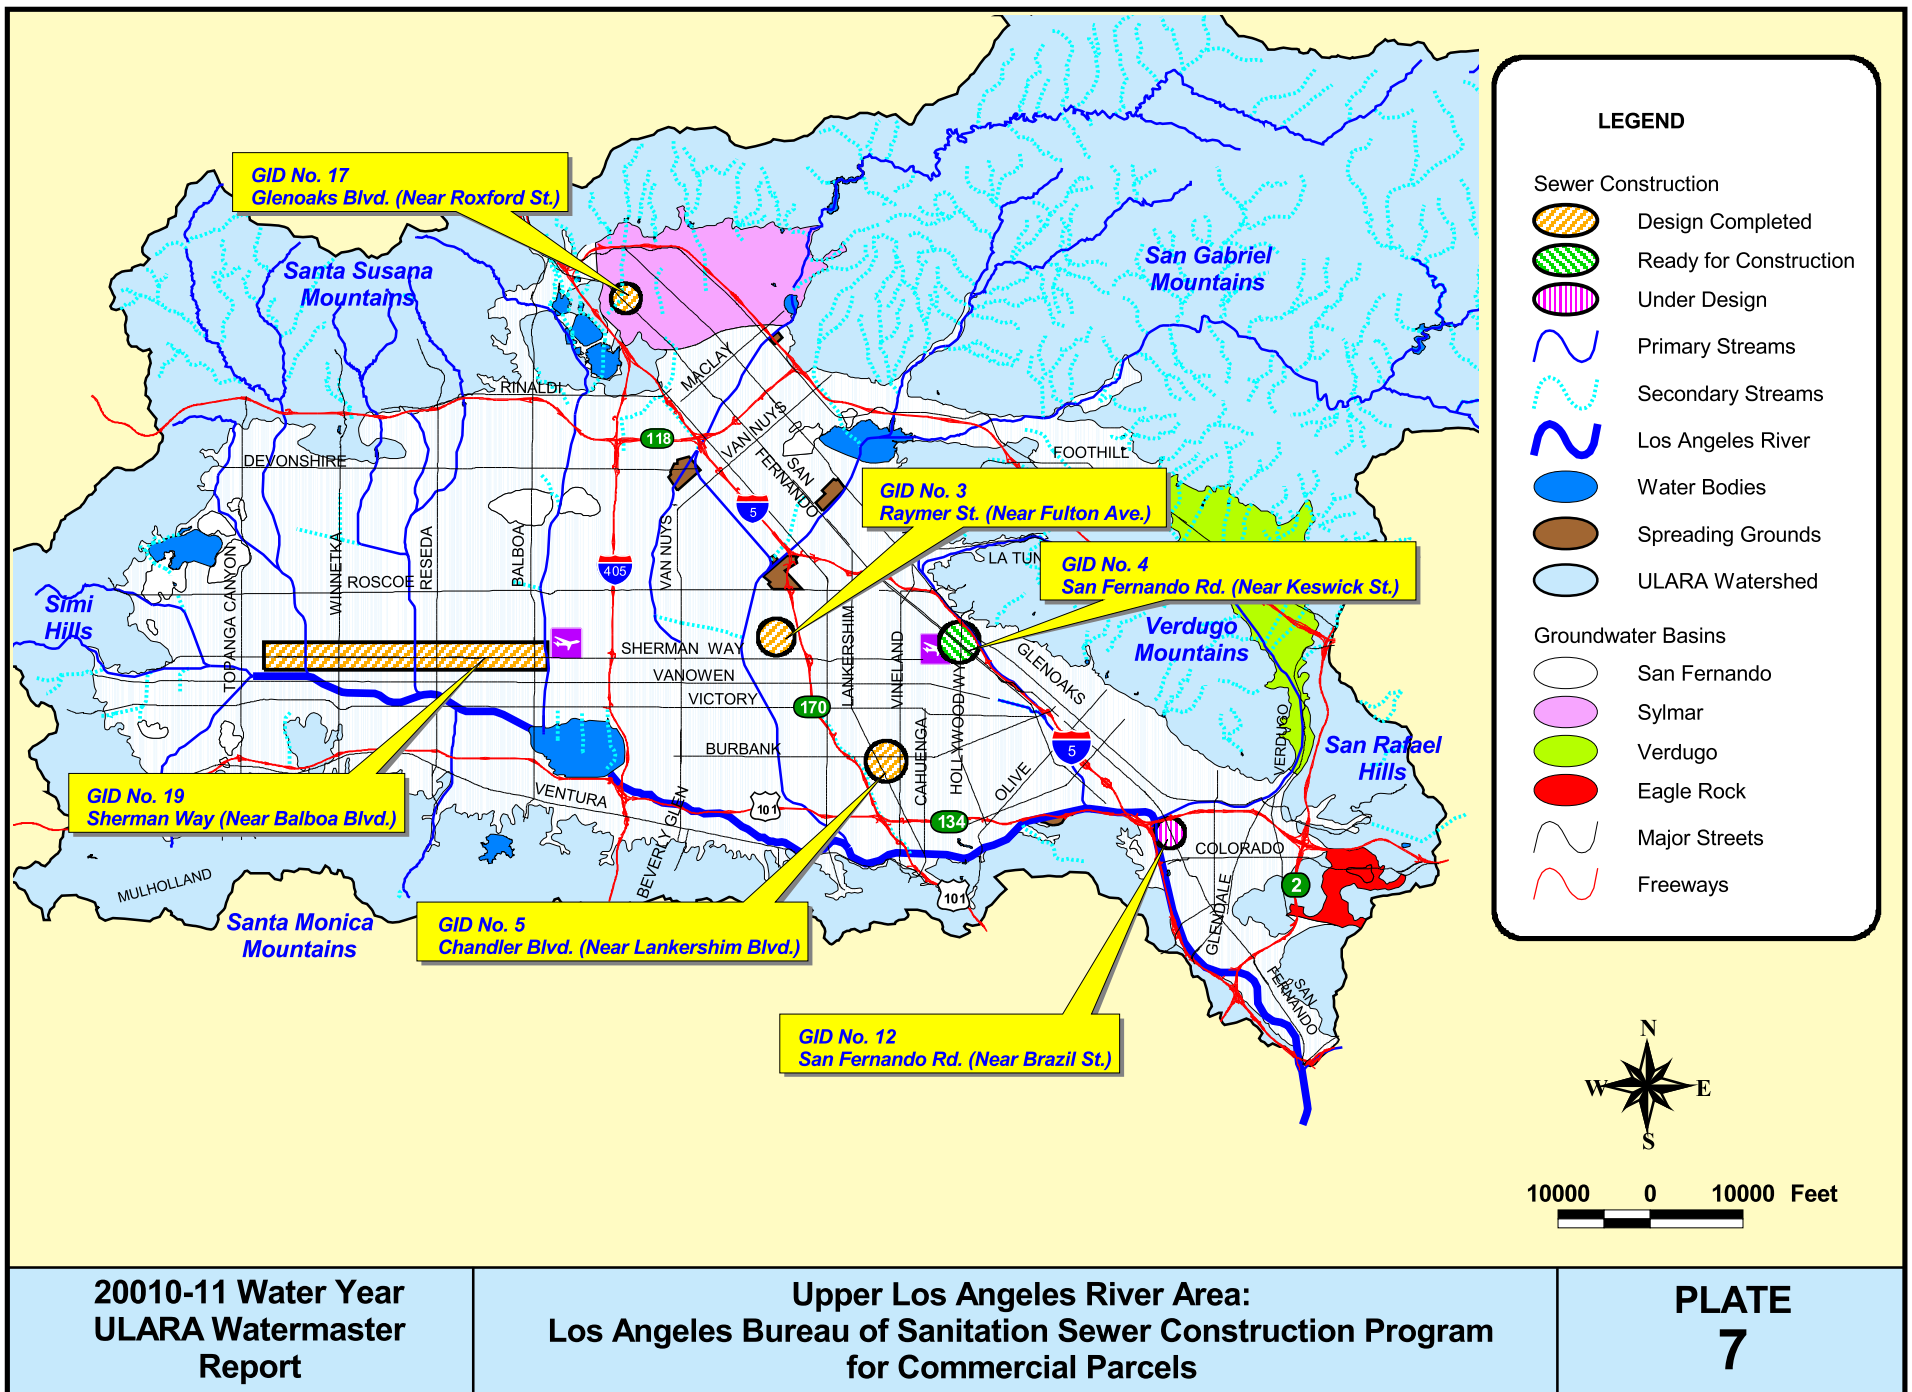 GID No. 17
Glenoaks Blvd. (Near Roxford St.)
Santa Susana
Mountains
San Gabriel
Mountains
RINALDI
MACLAY
118
VAN NUYS
SAN
FERNANDO
DEVONSHIRE
FOOTHILL
5
GID No. 3
Raymer St. (Near Fulton Ave.)
GID No. 4
San Fernando Rd. (Near Keswick St.)
LA TUN
TOPANGA CANYON
WINNETKA
ROSCOE
RESEDA
BALBOA
405
VAN NUYS
Simi
Hills
SHERMAN WAY
VANOWEN
VICTORY
BURBANK
170
LANKERSHIM
VINELAND
CAHUENGA
HOLLYWOOD WY
GLENOAKS
Verdugo
Mountains
VERDUGO
San Rafael
Hills
5
OLIVE
VENTURA
101
134
BEVERLY GLEN
MULHOLLAND
GID No. 19
Sherman Way (Near Balboa Blvd.)
Santa Monica
Mountains
GID No. 5
Chandler Blvd. (Near Lankershim Blvd.)
101
COLORADO
2
GLENDALE
SAN
FERNANDO
GID No. 12
San Fernando Rd. (Near Brazil St.)
LEGEND
Sewer Construction
Design Completed
Ready for Construction
Under Design
Primary Streams
Secondary Streams
Los Angeles River
Water Bodies
Spreading Grounds
ULARA Watershed
Groundwater Basins
San Fernando
Sylmar
Verdugo
Eagle Rock
Major Streets
Freeways
N
W E
S
10000 0 10000 Feet
20010-11 Water Year
ULARA Watermaster
Report
Upper Los Angeles River Area:
Los Angeles Bureau of Sanitation Sewer Construction Program
for Commercial Parcels
PLATE
7